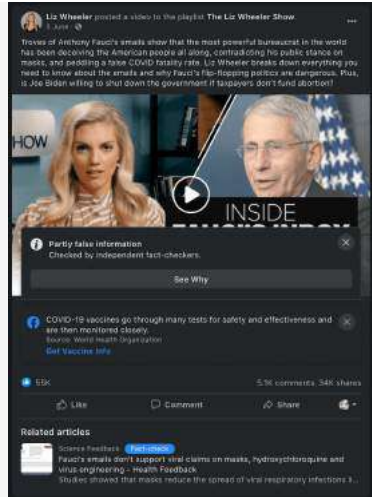 Liz Wheeler posted a video to the playlist The Liz Wheeler Show.
5 June
Troves of Anthony Fauci's emails show that the most powerful bureaucrat in the world
has been deceiving the American people all along, contradicting his public stance on
masks, and peddling a false COVID fatality rate. Liz Wheeler breaks down everything you
need to know about the emails and why Fauci's flip-flopping politics are dangerous. Plus,
is Joe Biden willing to shut down the government if taxpayers don't fund abortion?
HOW
INSIDE
Partly false information
Checked by independent fact-checkers.
See Why
COVID-19 vaccines go through many tests for safety and effectiveness and
are then monitored closely.
Source: World Health Organization
Get Vaccine Info
55K
5.1K comments 34K shares
Like
Comment
Share
Related articles
Science Feedback Fact-check
Fauci's emails don't support viral claims on masks, hydroxychloroquine and
virus engineering - Health Feedback
Studies showed that masks reduce the spread of viral respiratory infections